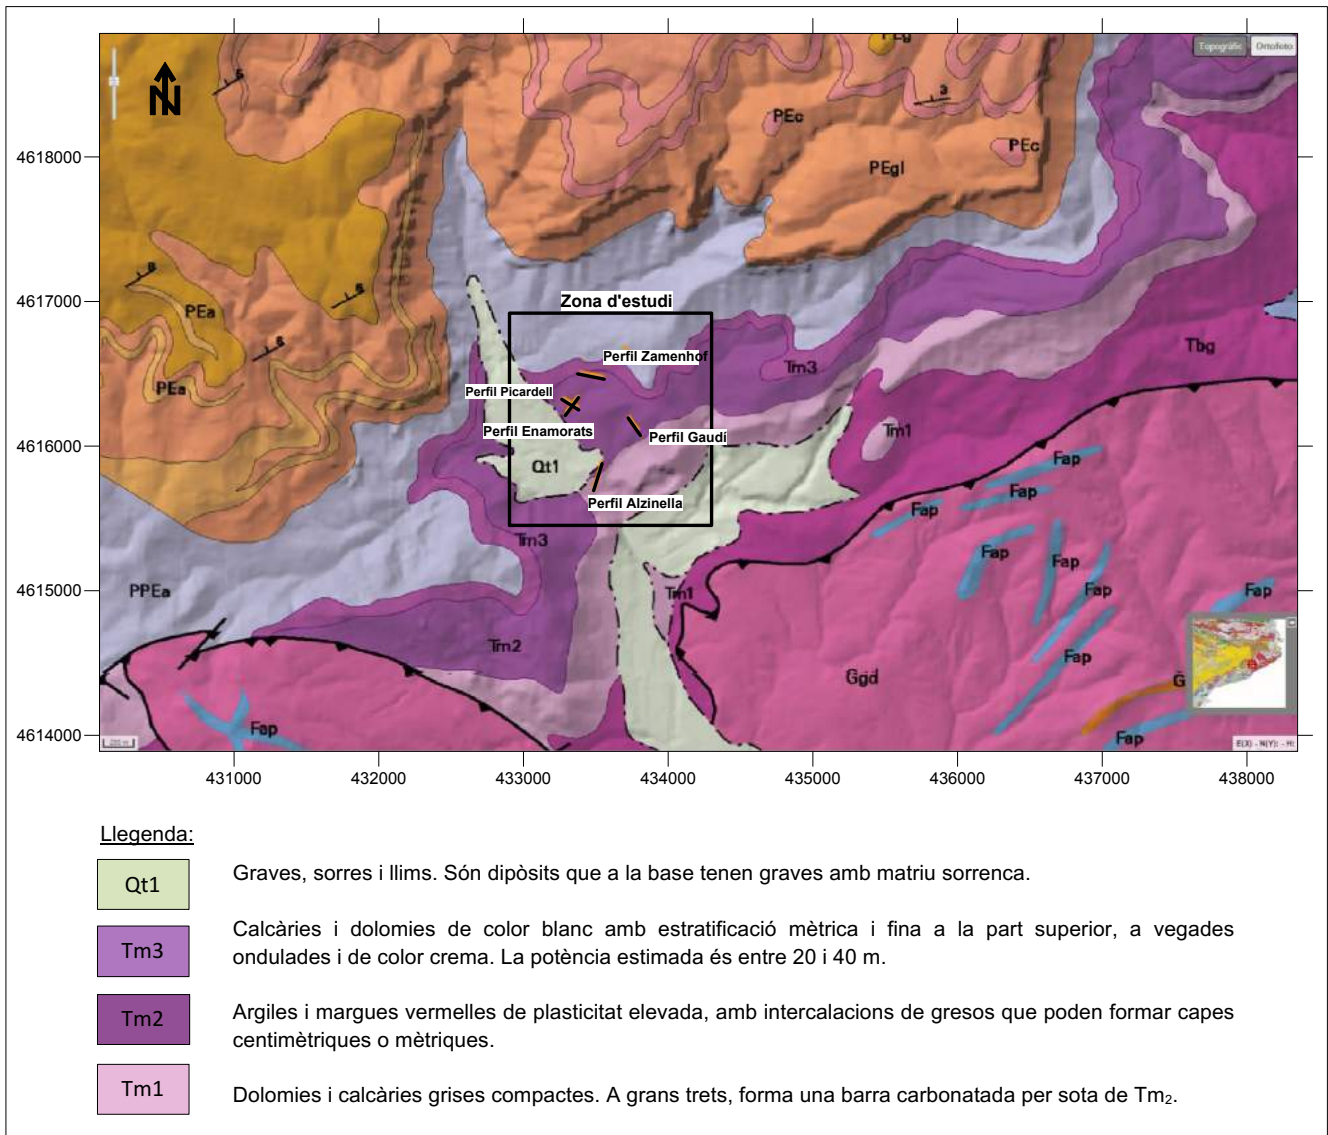 Topogràfic Ortofoto
N
PEg
6
3
PEc
PEc
4618000
PEgl
6
4617000
Zona d'estudi
6
PEa
6
Perfil Zamenhof
Tbg
Tm3
PEa
Perfil Picardell
Perfil Enamorats
Perfil Gaudí
Tm1
4616000
Qt1
Fap
Perfil Alzinella
Fap
Fap
Tm3
Fap
Fap
4615000
PPEa
Tm1
Fap
Fap
Tm2
Fap
Ggd
G
Fap
4614000
Fap
E(X) - N(Y): - H:
431000 432000 433000 434000 435000 436000 437000 438000
Llegenda:
Qt1 Graves, sorres i llims. Són dipòsits que a la base tenen graves amb matriu sorrenca.
Tm3 Calcàries i dolomies de color blanc amb estratificació mètrica i fina a la part superior, a vegades
ondulades i de color crema. La potència estimada és entre 20 i 40 m.
Tm2 Argiles i margues vermelles de plasticitat elevada, amb intercalacions de gresos que poden formar capes
centimètriques o mètriques.
Tm1 Dolomies i calcàries grises compactes. A grans trets, forma una barra carbonatada per sota de Tm₂.